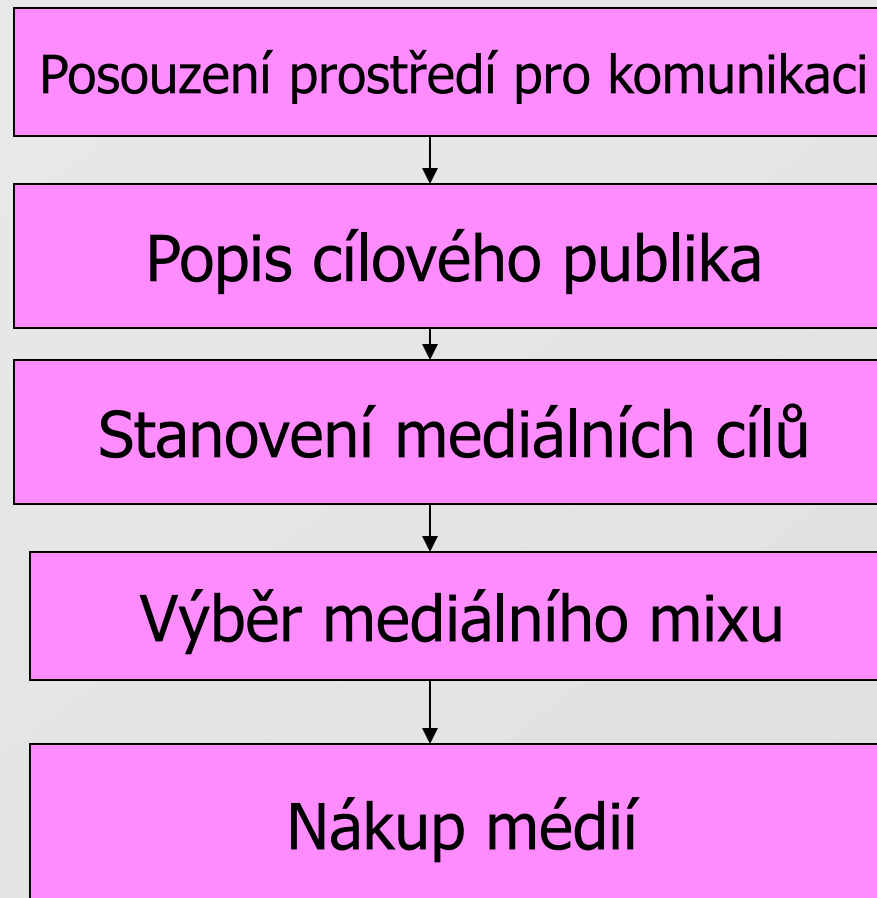 Posouzení prostředí pro komunikaci
Popis cílového publika
Stanovení mediálních cílů
Výběr mediálního mixu
Nákup médií